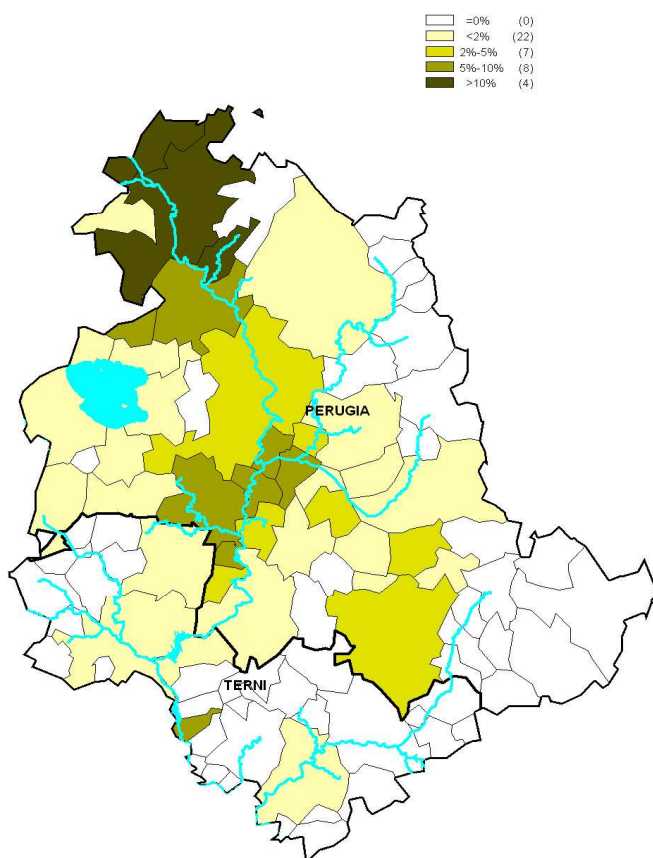 =0% (0)
<2% (22)
2%-5% (7)
5%-10% (8)
>10% (4)
PERUGIA
TERNI